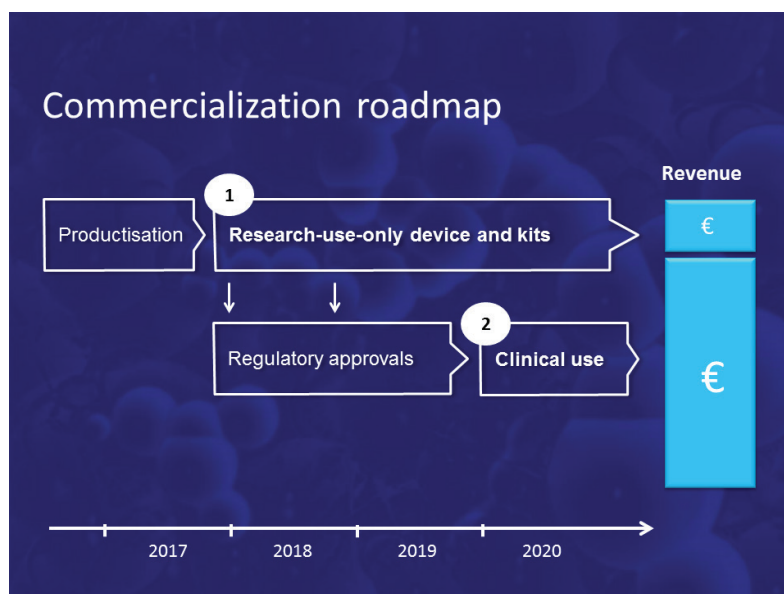 Commercialization roadmap
Revenue
1
Productisation
Research-use-only device and kits
€
2
Regulatory approvals
Clinical use
€
2017
2018
2019
2020